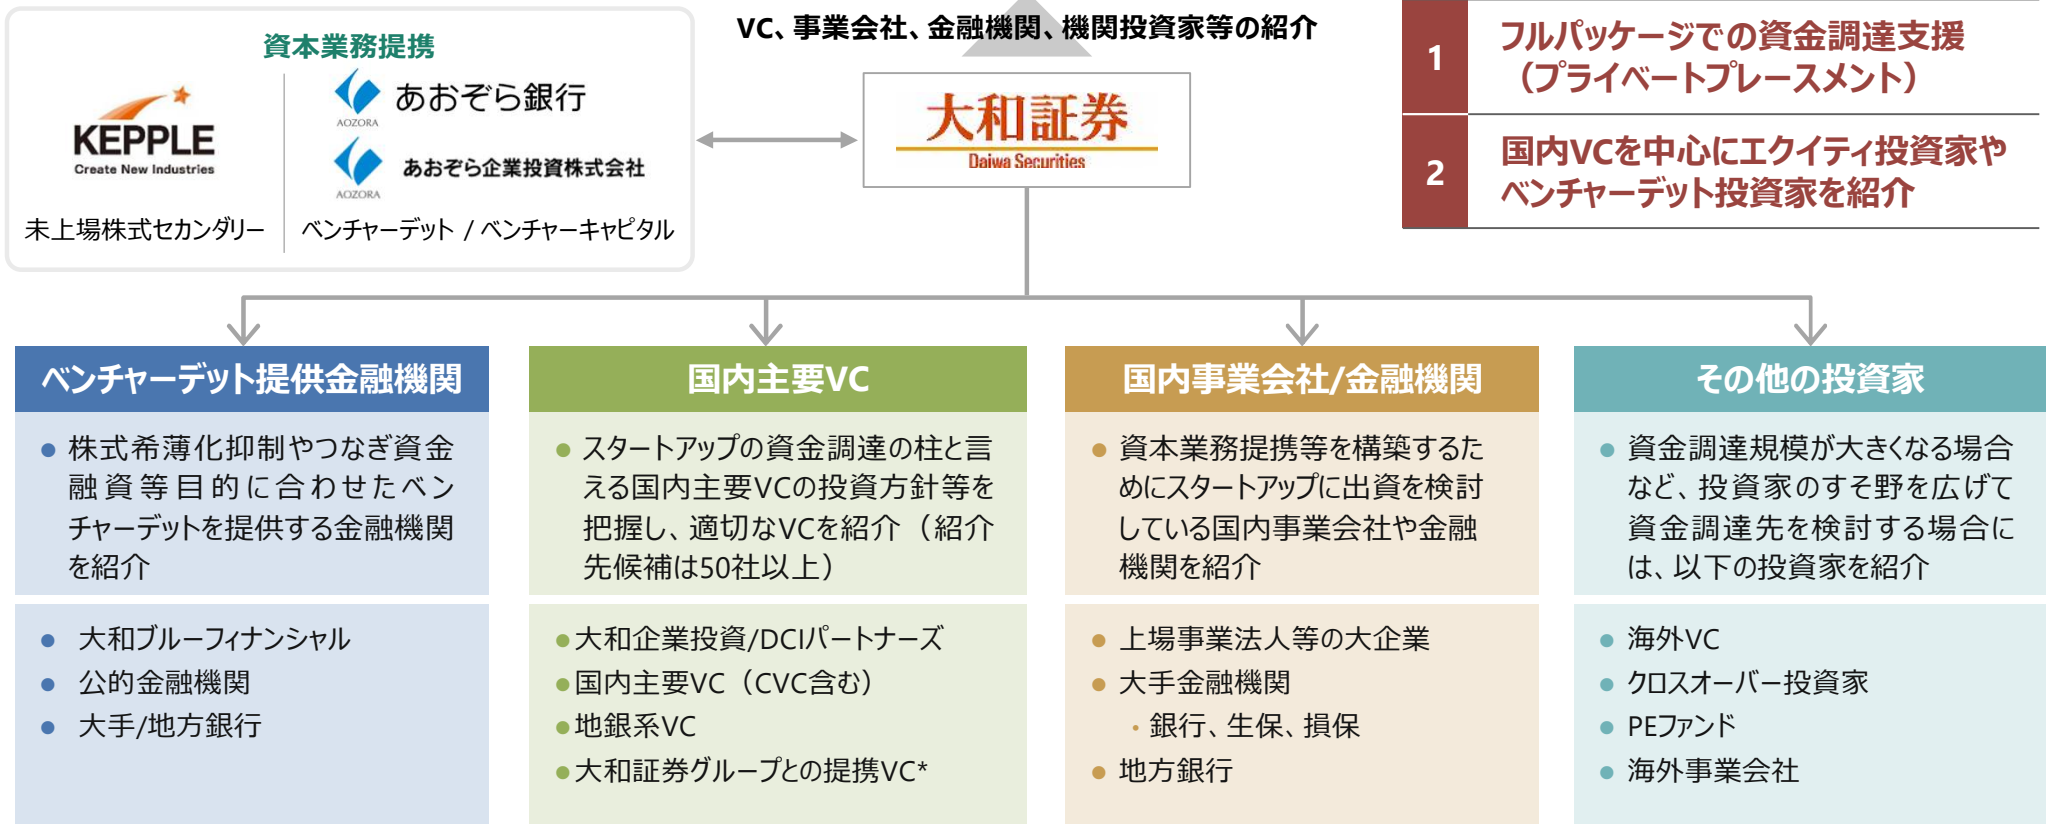 資本業務提携
KEPPLE
Create New Industries
未上場株式セカンダリー
AOZORA
あおぞら銀行
AOZORA
あおぞら企業投資株式会社
ベンチャーデット / ベンチャーキャピタル
VC、事業会社、金融機関、機関投資家等の紹介
大和証券
Daiwa Securities
1
フルパッケージでの資金調達支援
（プライベートプレースメント）
2
国内VCを中心にエクイティ投資家や
ベンチャーデット投資家を紹介
ベンチャーデット提供金融機関
● 株式希薄化抑制やつなぎ資金
融資等目的に合わせたベン
チャーデットを提供する金融機関
を紹介
● 大和ブルーフィナンシャル
● 公的金融機関
● 大手/地方銀行
国内主要VC
● スタートアップの資金調達の柱と言
える国内主要VCの投資方針等を
把握し、適切なVCを紹介（紹介
先候補は50社以上）
●大和企業投資/DCIパートナーズ
●国内主要VC（CVC含む）
●地銀系VC
●大和証券グループとの提携VC*
国内事業会社/金融機関
● 資本業務提携等を構築するた
めにスタートアップに出資を検討
している国内事業会社や金融
機関を紹介
● 上場事業法人等の大企業
● 大手金融機関
・銀行、生保、損保
● 地方銀行
その他の投資家
● 資金調達規模が大きくなる場合
など、投資家のすそ野を広げて
資金調達先を検討する場合に
は、以下の投資家を紹介
● 海外VC
● クロスオーバー投資家
● PEファンド
● 海外事業会社